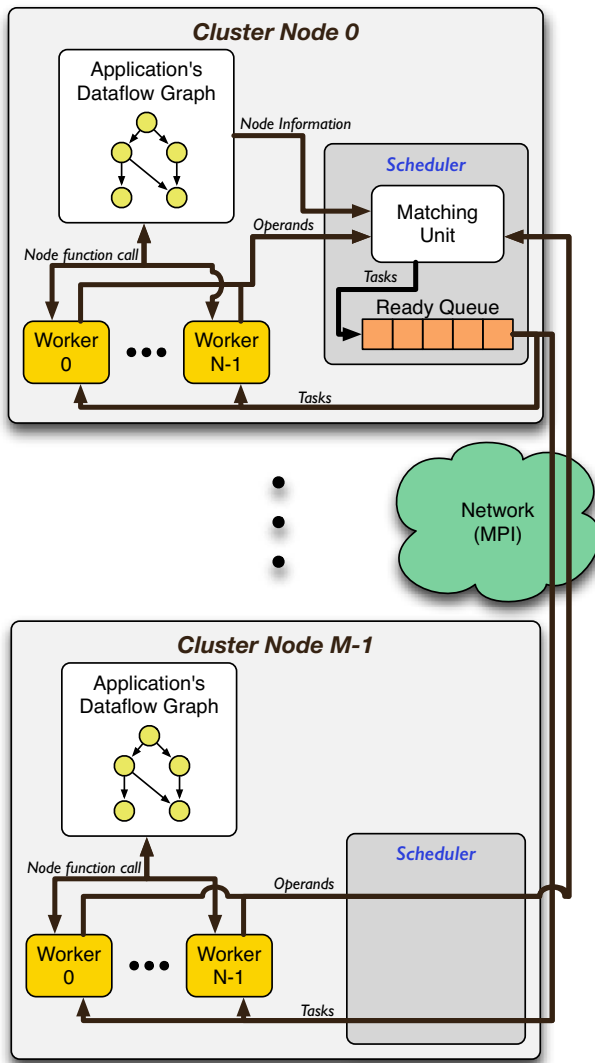 Cluster Node 0
Application's
Dataflow Graph
Node Information
Scheduler
Matching
Unit
Operands
Node function call
Tasks
Ready Queue
Worker
0
Worker
N-1
Tasks
Network
(MPI)
Cluster Node M-1
Application's
Dataflow Graph
Scheduler
Node function call
Operands
Worker
0
Worker
N-1
Tasks